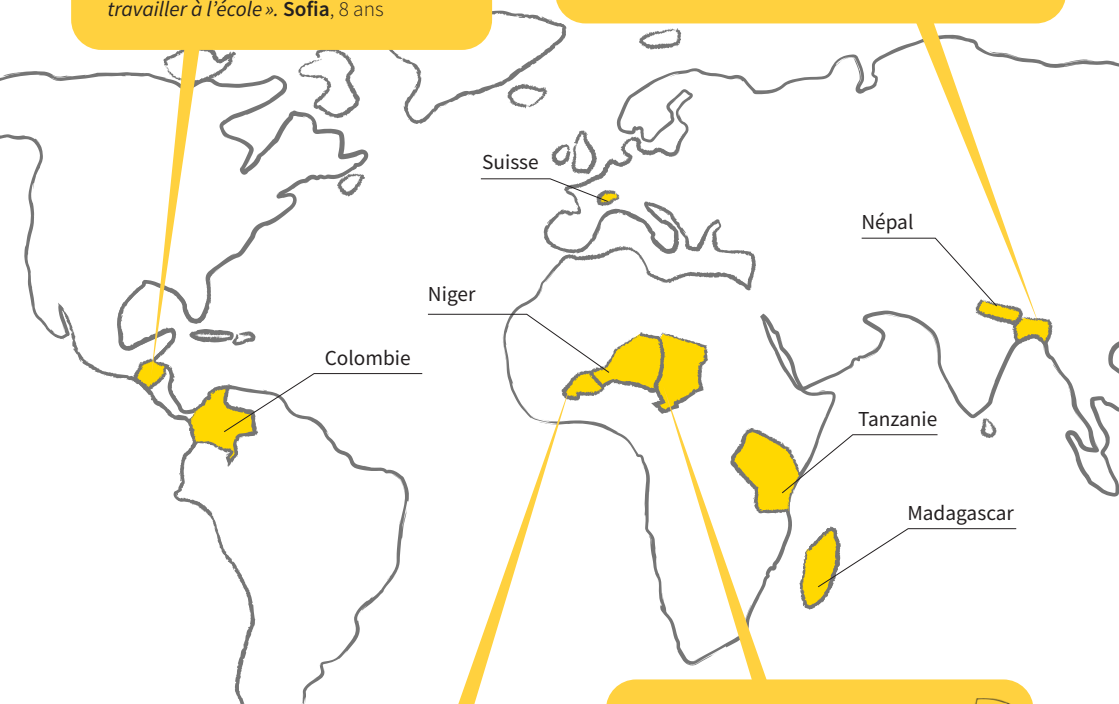 travailler à l’école ». Sofia, 8 ans
Suisse
Népal
Niger
Colombie
Tanzanie
Madagascar